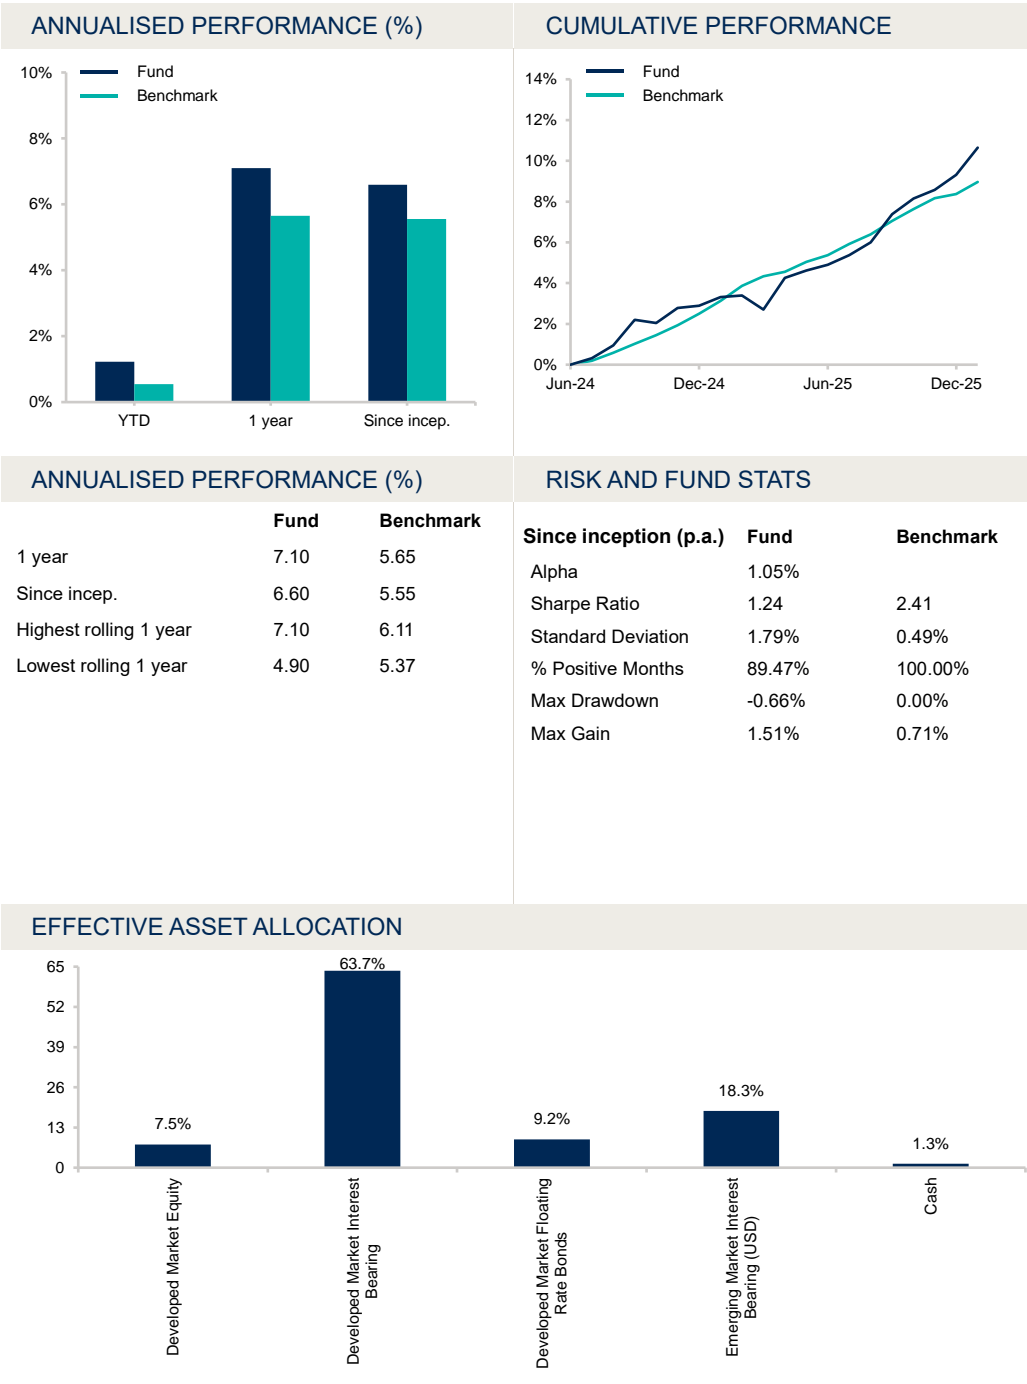 ANNUALISED PERFORMANCE (%)
Fund
Benchmark
10%
8%
6%
4%
2%
0%
YTD
1 year
Since incep.
CUMULATIVE PERFORMANCE
Fund
Benchmark
14%
12%
10%
8%
6%
4%
2%
0%
Jun-24
Dec-24
Jun-25
Dec-25
ANNUALISED PERFORMANCE (%)
Fund Benchmark
1 year 7.10 5.65
Since incep. 6.60 5.55
Highest rolling 1 year 7.10 6.11
Lowest rolling 1 year 4.90 5.37
RISK AND FUND STATS
Since inception (p.a.) Fund Benchmark
Alpha 1.05%
Sharpe Ratio 1.24 2.41
Standard Deviation 1.79% 0.49%
% Positive Months 89.47% 100.00%
Max Drawdown -0.66% 0.00%
Max Gain 1.51% 0.71%
EFFECTIVE ASSET ALLOCATION
65
52
39
26
13
0
7.5%
63.7%
9.2%
18.3%
1.3%
Developed Market Equity
Developed Market Interest
Bearing
Developed Market Floating
Rate Bonds
Emerging Market Interest
Bearing (USD)
Cash